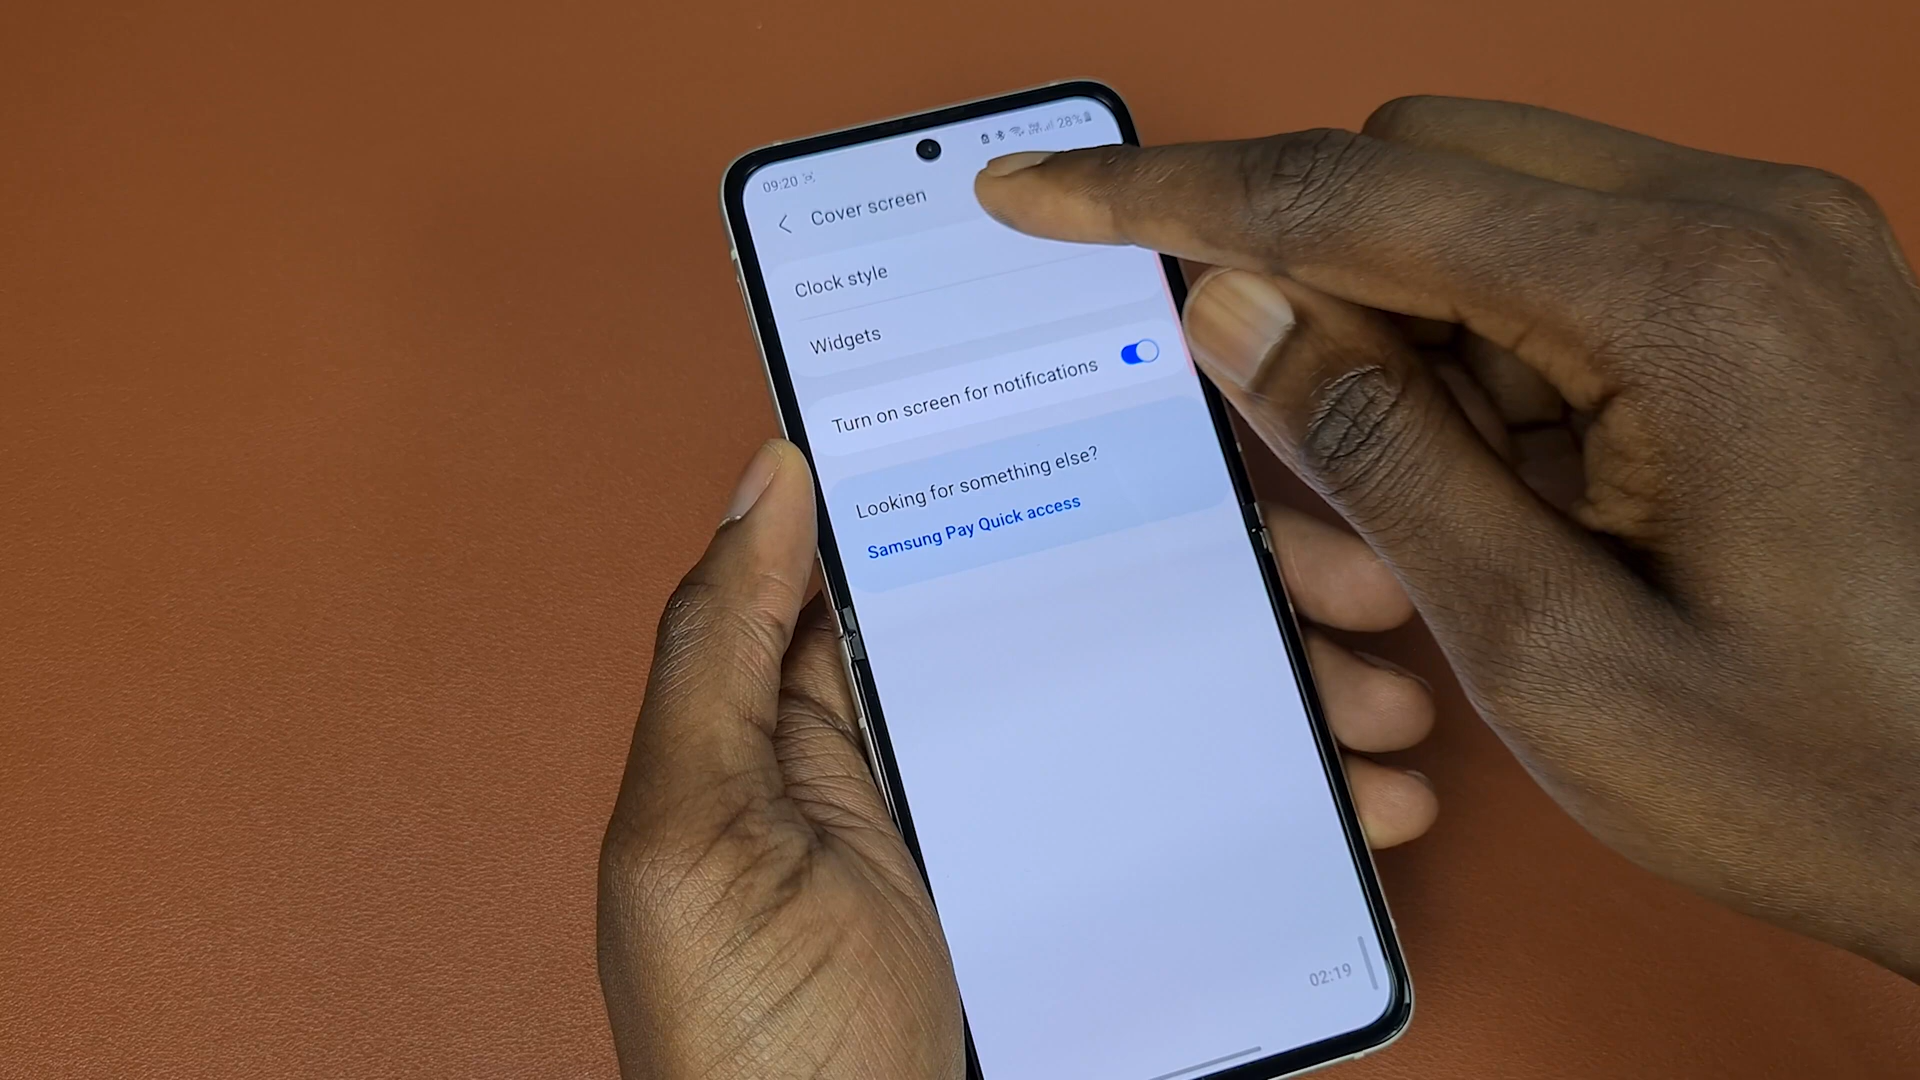 09:20
28%
Cover screen
Clock style
Widgets
Turn on screen for notifications
Looking for something else?
Samsung Pay Quick access
02:19